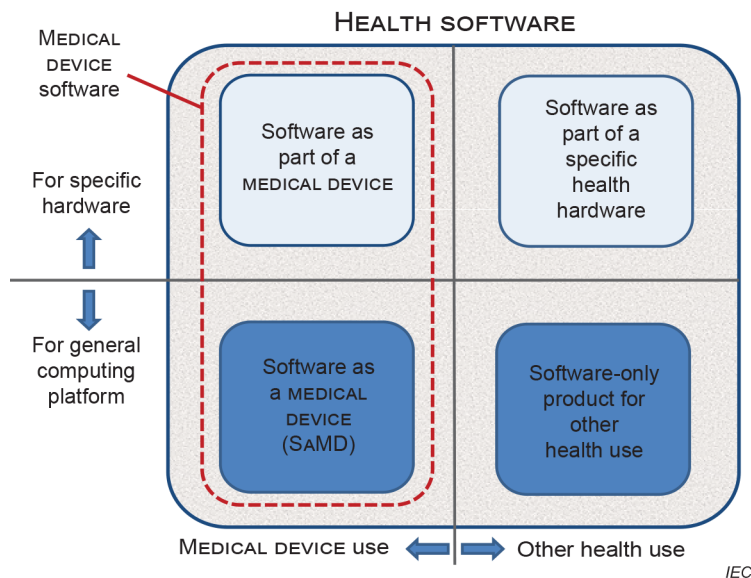 HEALTH SOFTWARE
MEDICAL
DEVICE
software
Software as
part of a
MEDICAL DEVICE
Software as
part of a
specific
health
hardware
For specific
hardware
For general
computing
platform
Software as
a MEDICAL
DEVICE
(SAMD)
Software-only
product for
other
health use
MEDICAL DEVICE use
Other health use
IEC